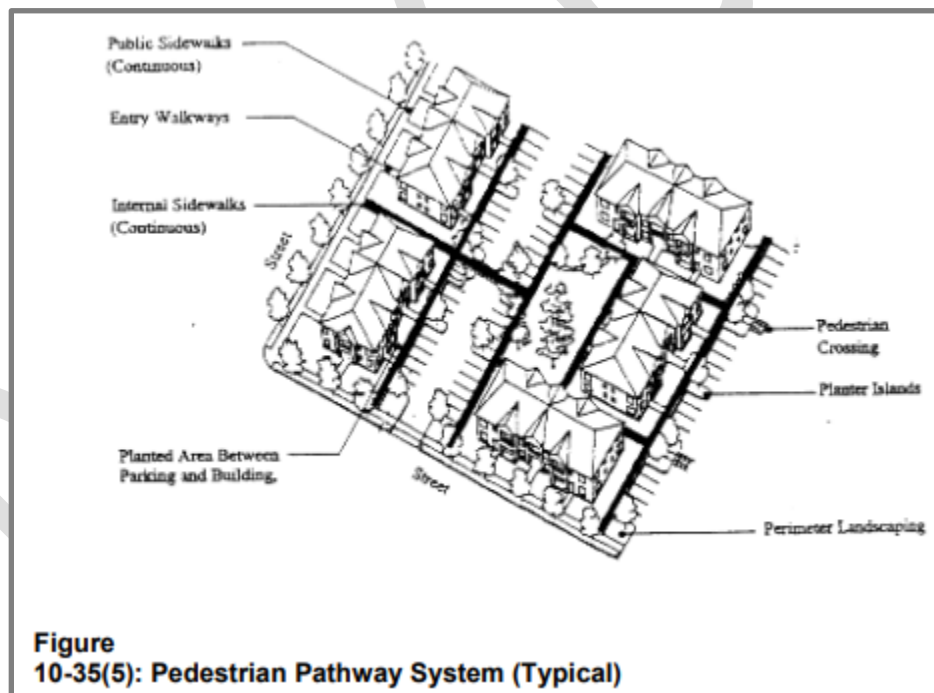 Public Sidewalks
(Continuous)
Entry Walkways
Internal Sidewalks
(Continuous)
Street
Pedestrian
Crossing
Planter Islands
Planted Area Between
Parking and Building,
Street
Perimeter Landscaping
Figure
10-35(5): Pedestrian Pathway System (Typical)